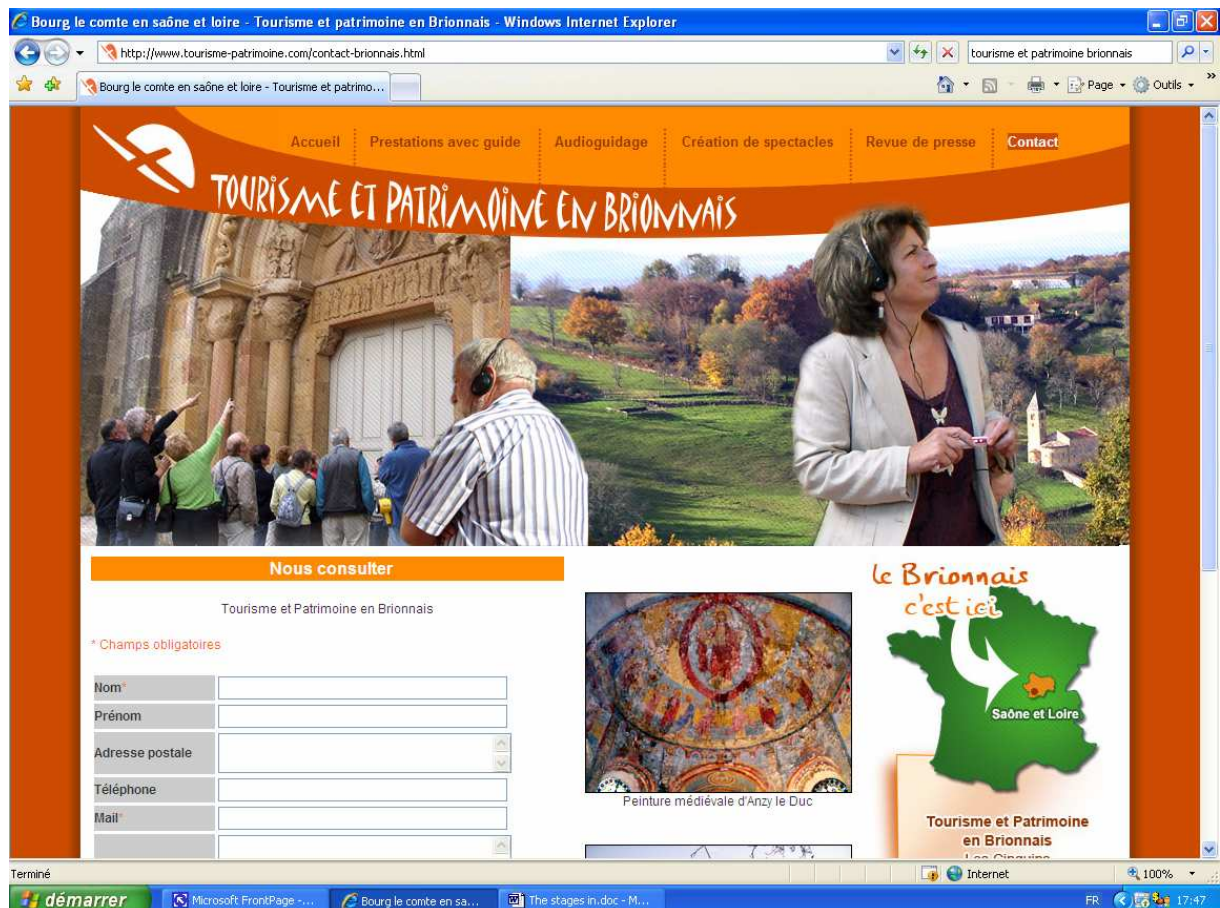 Bourg le comte en saône et loire - Tourisme et patrimoine en Brionnais - Windows Internet Explorer
http://www.tourisme-patrimoine.com/contact-brionnais.html
tourisme et patrimoine brionnais
Bourg le comte en saône et loire - Tourisme et patrimo...
Page
Outils
Accueil
Prestations avec guide
Audioguidage
Création de spectacles
Revue de presse
Contact
TOURISME ET PATRIMOINE EN BRIONNAIS
Nous consulter
Tourisme et Patrimoine en Brionnais
* Champs obligatoires
Nom*
Prénom
Adresse postale
Téléphone
Mail*
Peinture médiévale d'Anzy le Duc
le Brionnais
c'est ici
Saône et Loire
Tourisme et Patrimoine
en Brionnais
Terminé
Internet
100%
démarrer
Microsoft FrontPage -...
Bourg le comte en sa...
The stages in.doc - M...
FR
17:47